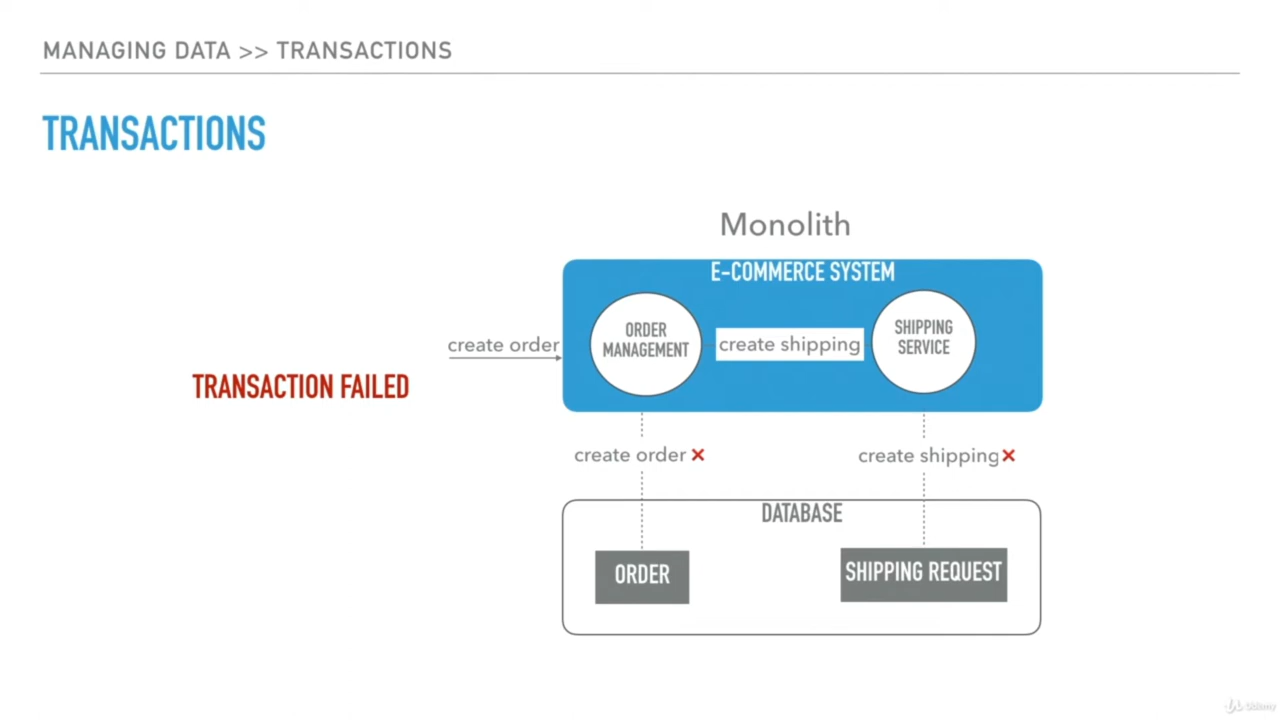 MANAGING DATA >> TRANSACTIONS
TRANSACTIONS
Monolith
E-COMMERCE SYSTEM
ORDER
MANAGEMENT
create shipping
SHIPPING
SERVICE
create order
TRANSACTION FAILED
create order ×
create shipping ×
DATABASE
ORDER
SHIPPING REQUEST
Udemy